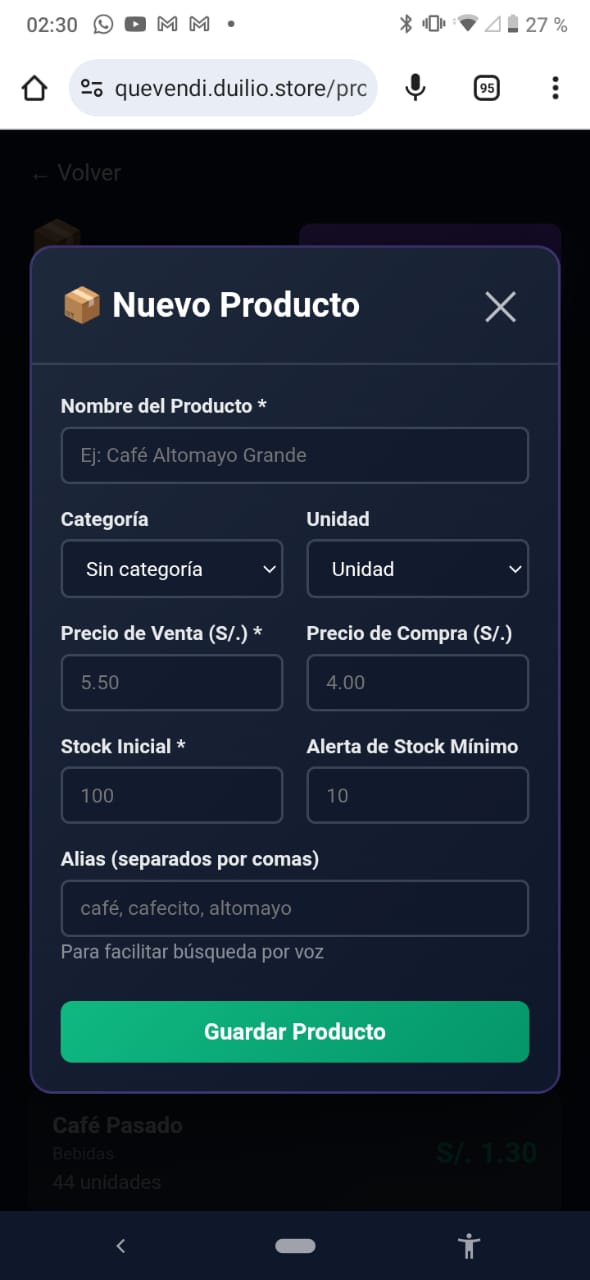 02:30
27 %
quevendi.duilio.store/prc
95
← Volver
Nuevo Producto
Nombre del Producto *
Ej: Café Altomayo Grande
Categoría Unidad
Sin categoría Unidad
Precio de Venta (S/.) * Precio de Compra (S/.)
5.50 4.00
Stock Inicial * Alerta de Stock Mínimo
100 10
Alias (separados por comas)
café, cafecito, altomayo
Para facilitar búsqueda por voz
Guardar Producto
Café Pasado
Bebidas
S/. 1.30
44 unidades